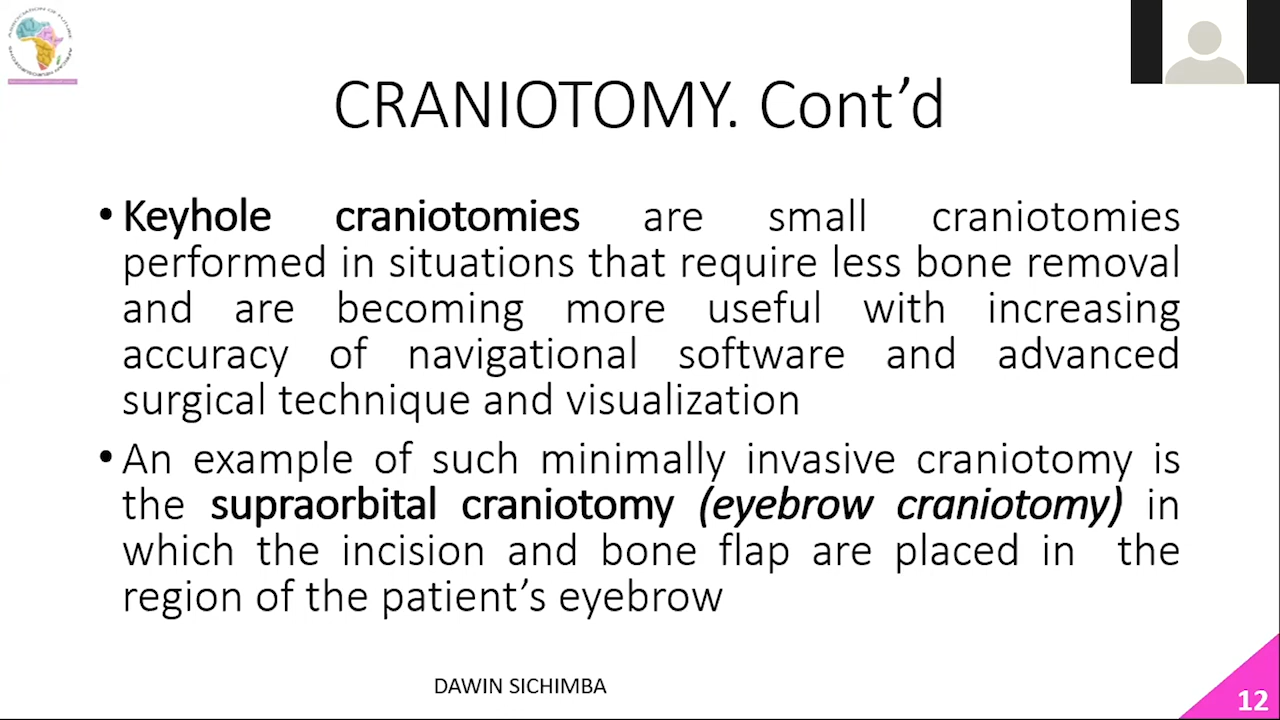 CRANIOTOMY. Cont’d
• Keyhole craniotomies are small craniotomies
performed in situations that require less bone removal
and are becoming more useful with increasing
accuracy of navigational software and advanced
surgical technique and visualization
• An example of such minimally invasive craniotomy is
the supraorbital craniotomy (eyebrow craniotomy) in
which the incision and bone flap are placed in the
region of the patient’s eyebrow
DAWIN SICHIMBA
12